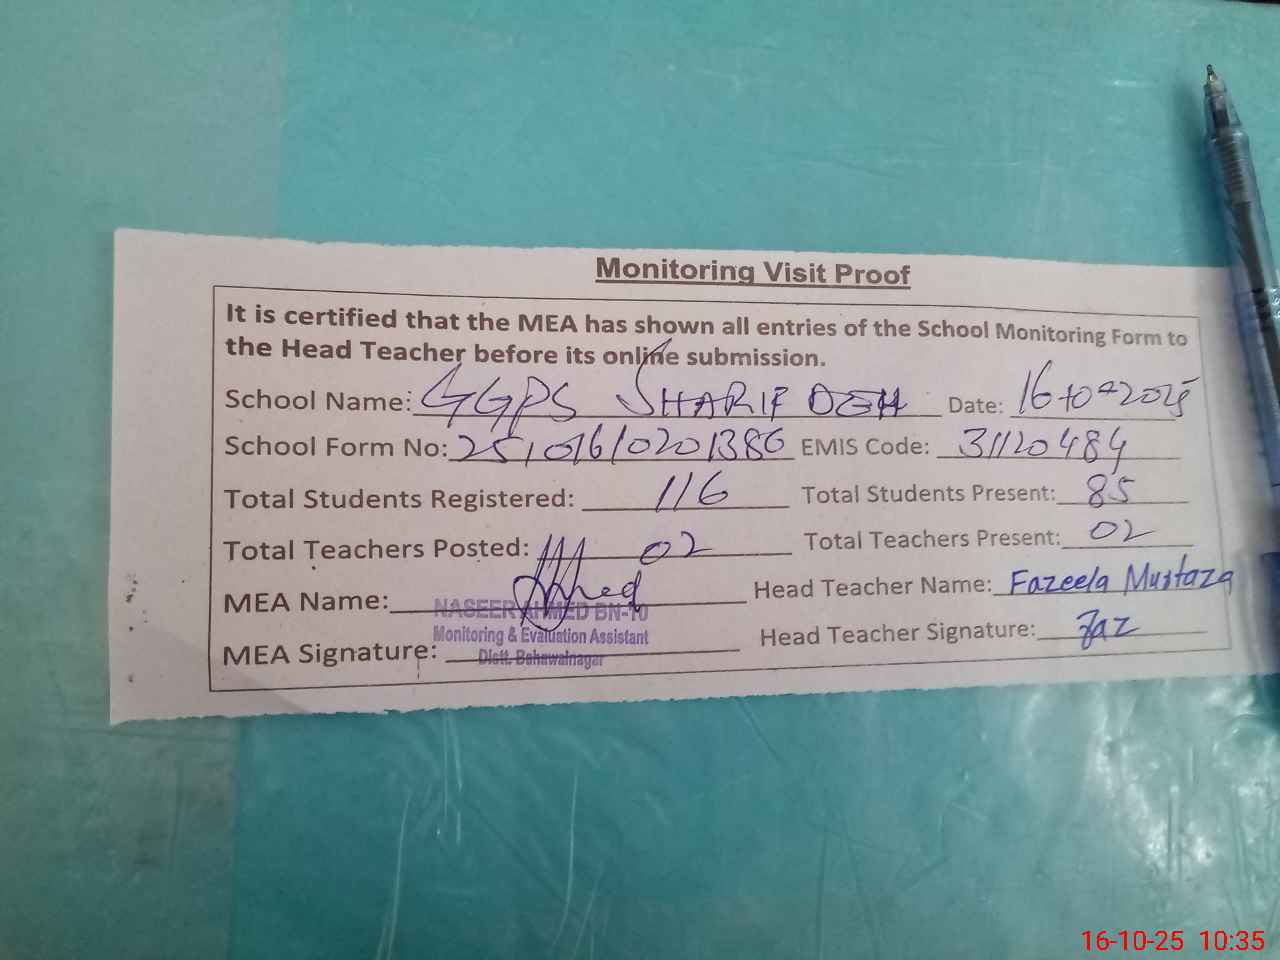 Monitoring Visit Proof
It is certified that the MEA has shown all entries of the School Monitoring Form to
the Head Teacher before its online submission.
School Name: GGPS SHARIF DEH Date: 16-10-2025
School Form No: 25101610201386 EMIS Code: 31120484
Total Students Registered: 116 Total Students Present: 85
Total Teachers Posted: 02 Total Teachers Present: 02
MEA Name: Head Teacher Name: Fazeela Mustaza
NASEER AHMED BN-10
Monitoring & Evaluation Assistant
MEA Signature: Head Teacher Signature: Faz
Distt. Bahawalnagar
16-10-25 10:35